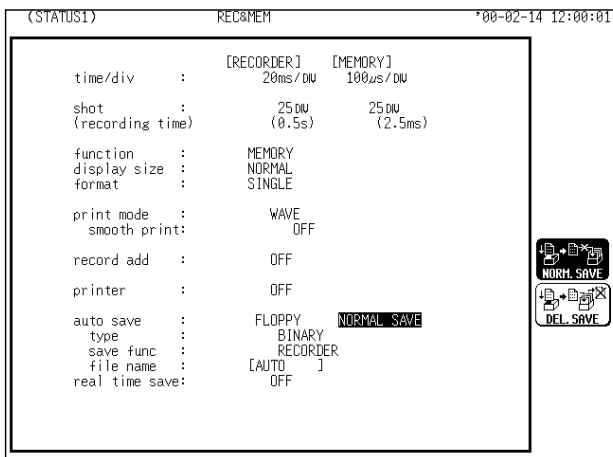 (STATUS1) REC&MEM '00-02-14 12:00:01
[RECORDER] [MEMORY]
time/div : 20ms/DIV 100µs/DIV
shot : 25DIV 25DIV
(recording time) (0.5s) (2.5ms)
function : MEMORY
display size : NORMAL
format : SINGLE
print mode : WAVE
smooth print: OFF
record add : OFF
printer : OFF
auto save : FLOPPY NORMAL SAVE
type : BINARY
save func : RECORDER
file name : [AUTO ]
real time save: OFF
NORM. SAVE
DEL. SAVE